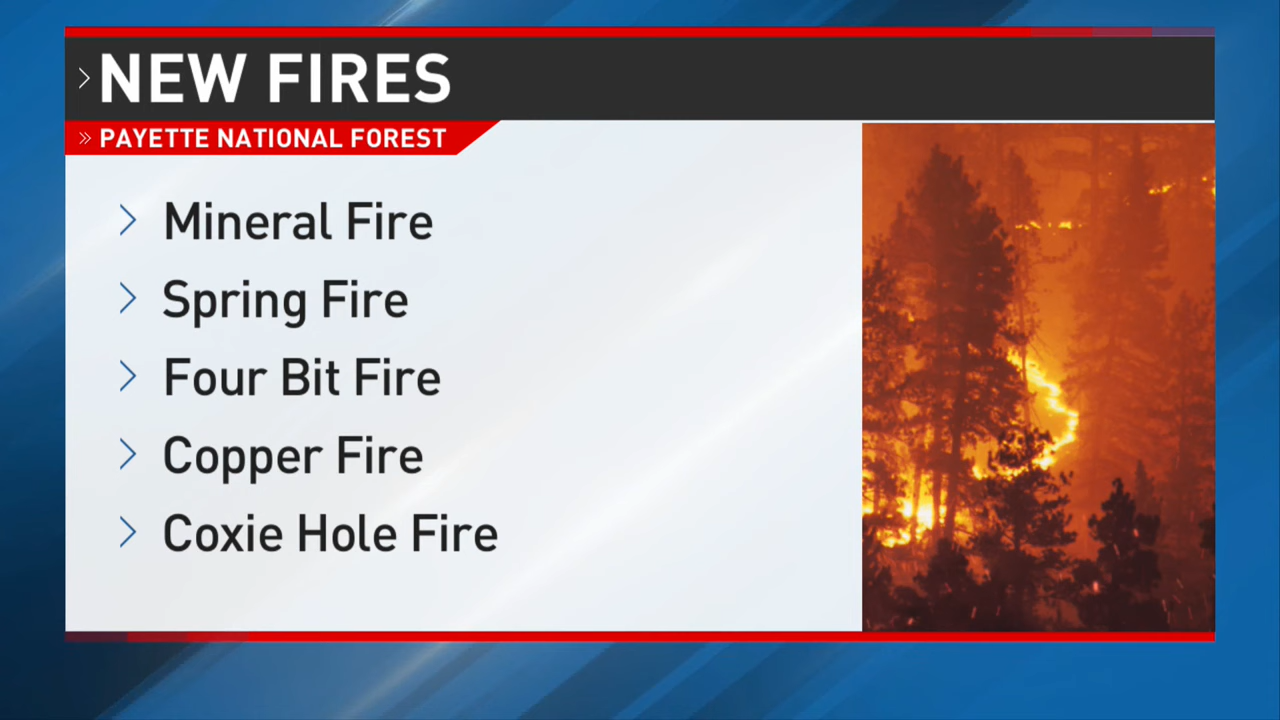 NEW FIRES
PAYETTE NATIONAL FOREST
Mineral Fire
Spring Fire
Four Bit Fire
Copper Fire
Coxie Hole Fire